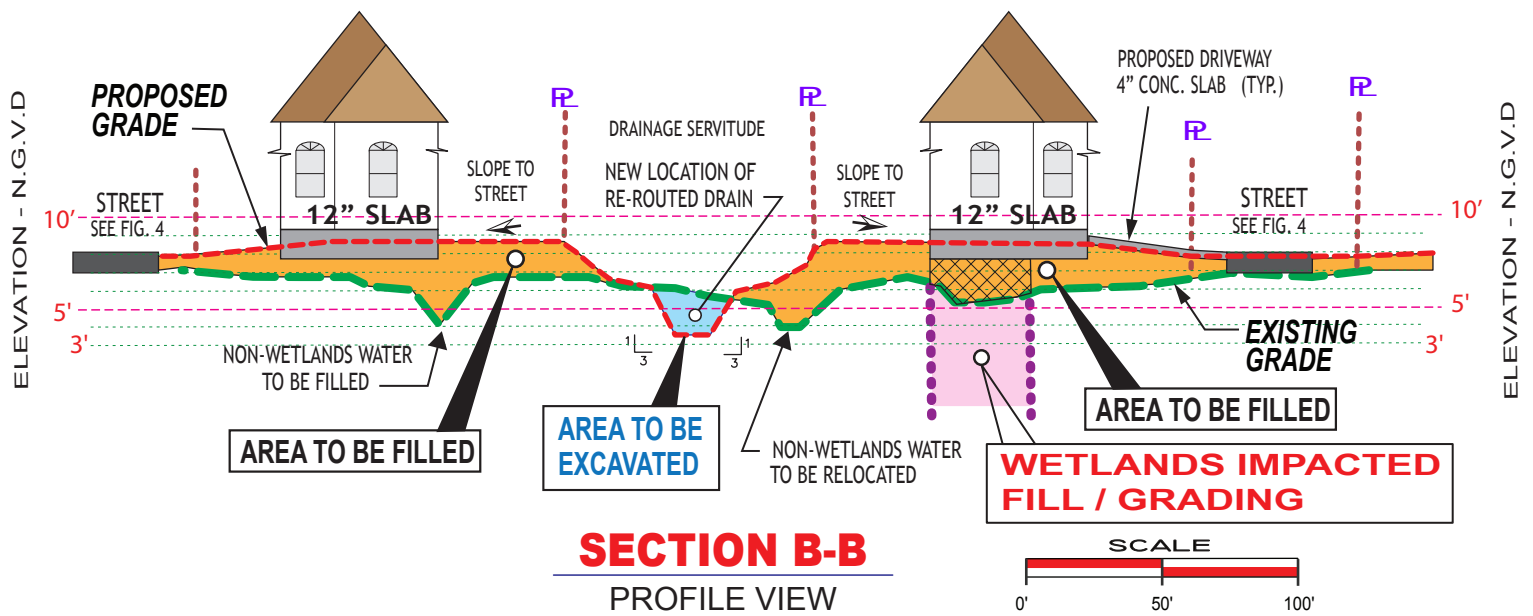 ELEVATION - N.G.V.D
PROPOSED
GRADE
STREET
SEE FIG. 4
10'
5'
3'
12” SLAB
SLOPE TO
STREET
PL
DRAINAGE SERVITUDE
NEW LOCATION OF
RE-ROUTED DRAIN
PL
SLOPE TO
STREET
12” SLAB
PROPOSED DRIVEWAY
4” CONC. SLAB (TYP.)
PL
PL
STREET
SEE FIG. 4
10'
5'
3'
ELEVATION - N.G.V.D
NON-WETLANDS WATER
TO BE FILLED
1
3
1
3
EXISTING
GRADE
AREA TO BE FILLED
AREA TO BE
EXCAVATED
NON-WETLANDS WATER
TO BE RELOCATED
AREA TO BE FILLED
WETLANDS IMPACTED
FILL / GRADING
SECTION B-B
PROFILE VIEW
SCALE
0' 50' 100'